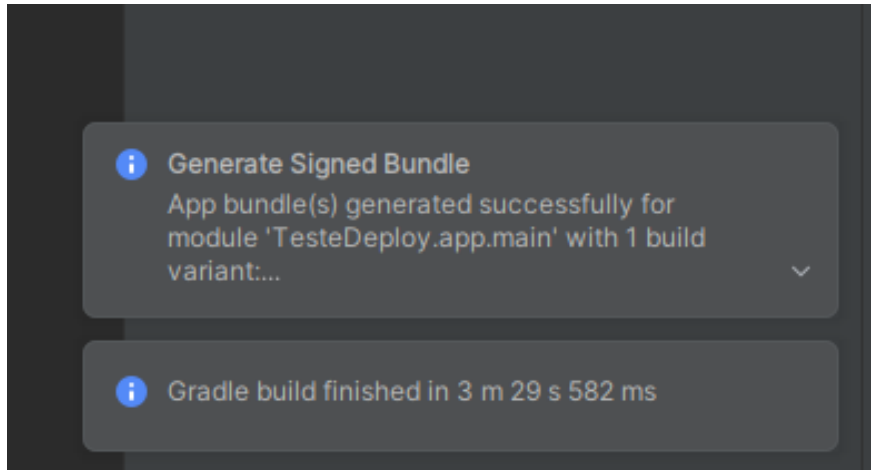 Generate Signed Bundle
App bundle(s) generated successfully for
module 'TesteDeploy.app.main' with 1 build
variant:...
Gradle build finished in 3 m 29 s 582 ms